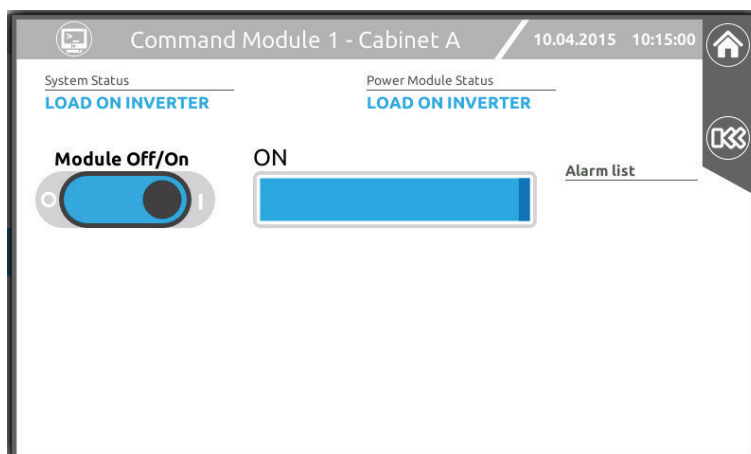 Command Module 1 - Cabinet A
10.04.2015 10:15:00
System Status
LOAD ON INVERTER
Power Module Status
LOAD ON INVERTER
Module Off/On
O I
ON
Alarm list